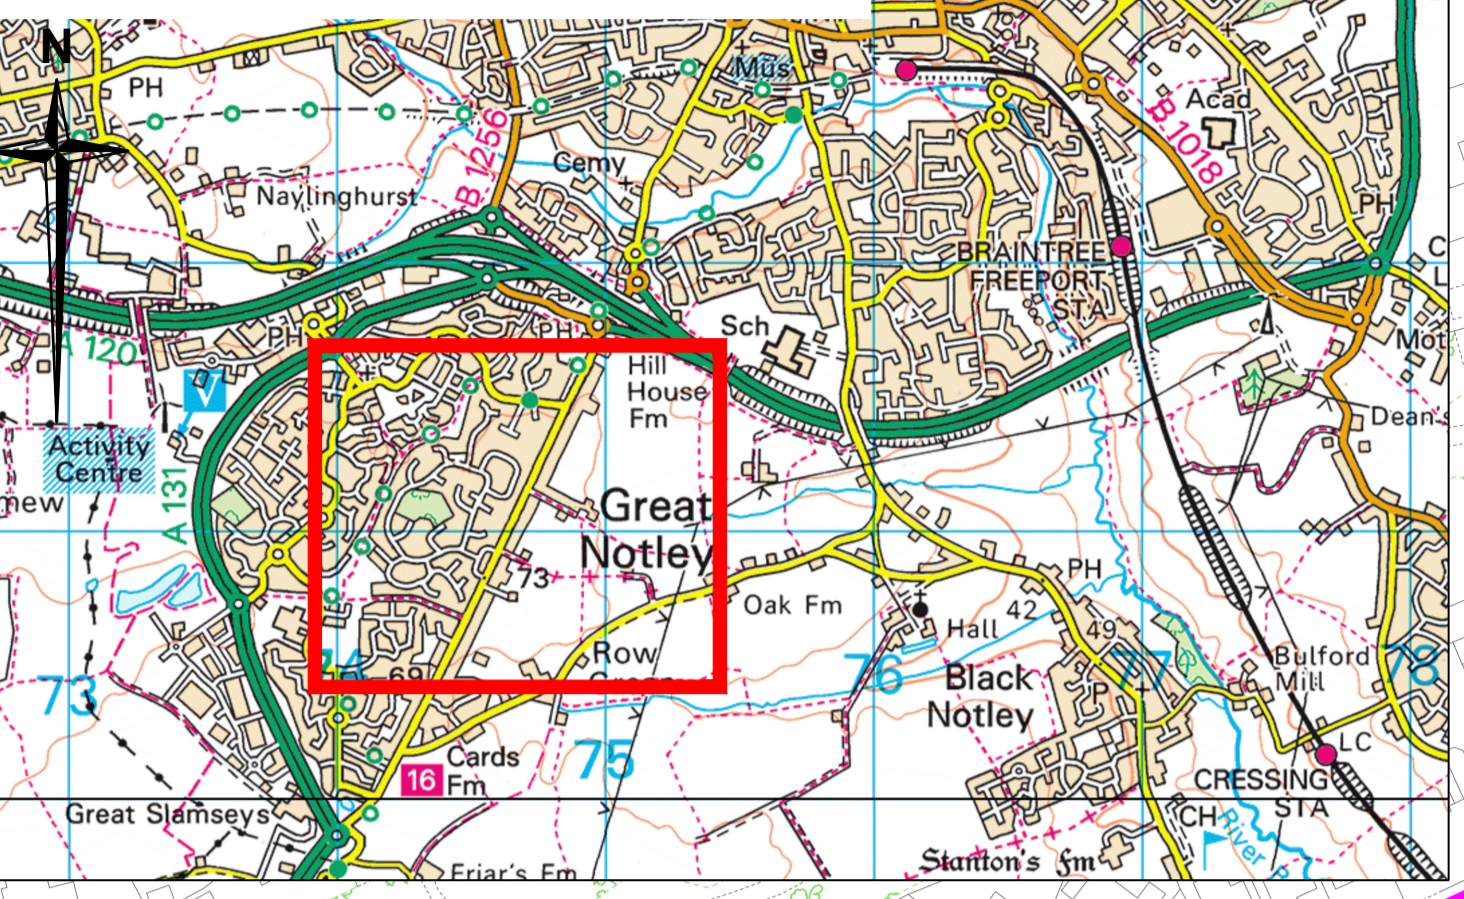 N
PH
Mus
Acad
B 1018
B 1256
Cemy
Naylinghurst
PH
BRAINTREE
FREEPORT
STA
A 120
PH
PH
Sch
Mot
Hill
House
Fm
V
Dean's
Activity
Centre
A 131
Great
Notley
73
PH
Oak Fm
42
Hall
49
Row
76
77
78
Bulford
Mill
73
69
Black
Notley
P
75
LC
Cards
Fm
16
CRESSING
STA
Great Slamseys
CH
River
Stanton's fm
Friar's Fm